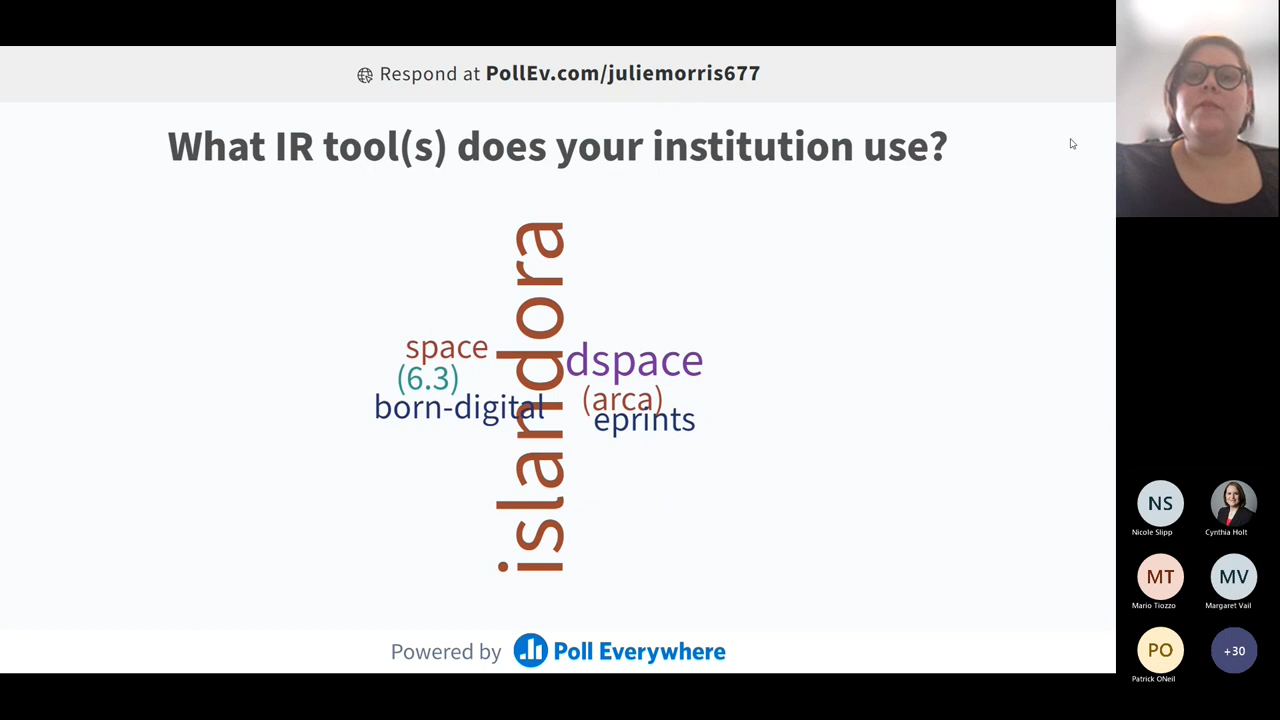 Respond at PollEv.com/juliemorris677
What IR tool(s) does your institution use?
islandora
space
dspace
(6.3)
(arca)
born-digital
eprints
Powered by Poll Everywhere
NS
Nicole Slipp
Cynthia Holt
MT
Mario Tiozzo
MV
Margaret Vail
PO
Patrick ONeil
+30